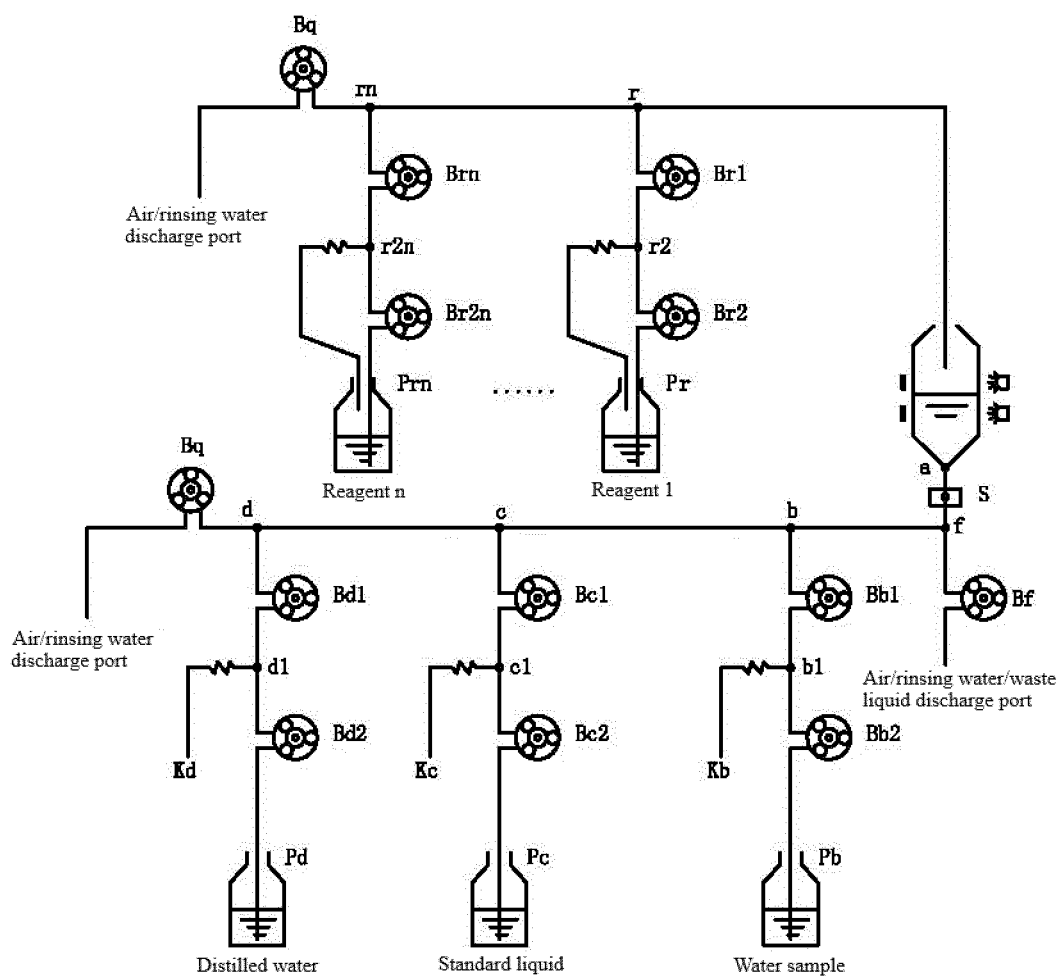 Bq
rn
r
Brn
Br1
Air/rinsing water
discharge port
r2n
r2
Br2n
Br2
Prn
......
Pr
Reagent n
Reagent 1
a
S
Bq
d
c
b
f
Bd1
Bc1
Bb1
Bf
Air/rinsing water
discharge port
d1
c1
b1
Air/rinsing water/waste
liquid discharge port
Bd2
Bc2
Bb2
Kd
Kc
Kb
Pd
Pc
Pb
Distilled water
Standard liquid
Water sample